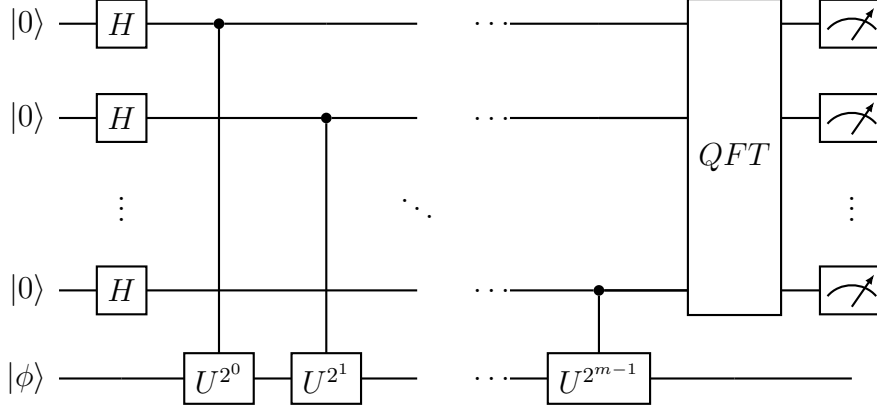 |0⟩ H ···
|0⟩ H ··· QFT
⋮ ⋱ ⋮
|0⟩ H ···
|ϕ⟩ U^{2^0} U^{2^1} ··· U^{2^{m−1}}